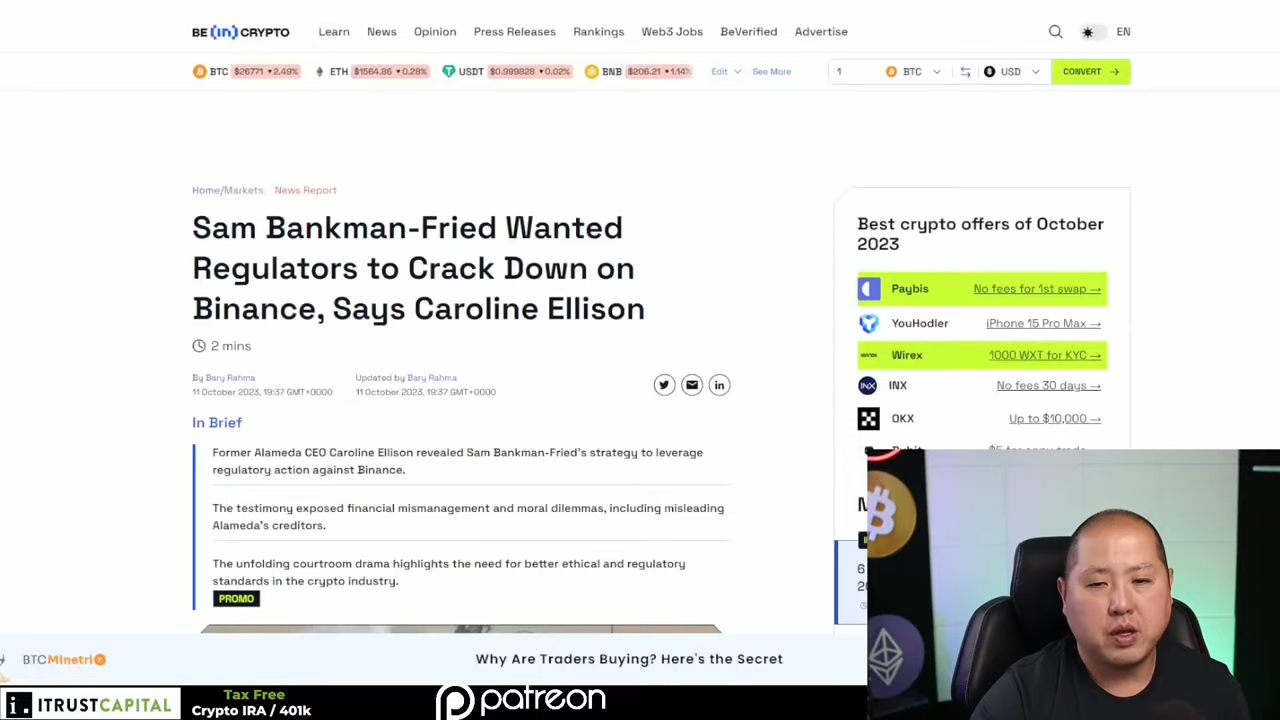 BE [in] CRYPTO
Learn
News
Opinion
Press Releases
Rankings
Web3 Jobs
BeVerified
Advertise
EN
BTC $26771 ▾2.49%
ETH $1564.86 ▾0.28%
USDT $0.999828 ▾0.02%
BNB $206.21 ▾1.14%
Edit
See More
1 BTC
USD
CONVERT →
Home/Markets News Report
Sam Bankman-Fried Wanted
Regulators to Crack Down on
Binance, Says Caroline Ellison
2 mins
By Bary Rahma
11 October 2023, 19:37 GMT+0000
Updated by Bary Rahma
11 October 2023, 19:37 GMT+0000
In Brief
Former Alameda CEO Caroline Ellison revealed Sam Bankman-Fried's strategy to leverage
regulatory action against Binance.
The testimony exposed financial mismanagement and moral dilemmas, including misleading
Alameda's creditors.
The unfolding courtroom drama highlights the need for better ethical and regulatory
standards in the crypto industry.
PROMO
Best crypto offers of October
2023
Paybis No fees for 1st swap →
YouHodler iPhone 15 Pro Max →
Wirex 1000 WXT for KYC →
INX No fees 30 days →
OKX Up to $10,000 →
BTCMinetrix
Why Are Traders Buying? Here's the Secret
i. ITRUSTCAPITAL
Tax Free
Crypto IRA / 401k
patreon